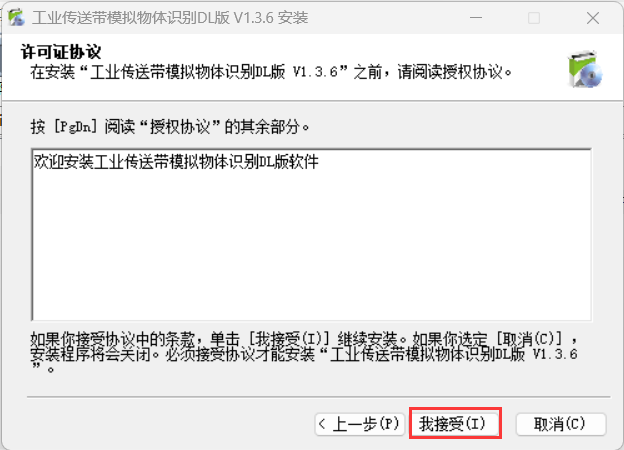 工业传送带模拟物体识别DL版 V1.3.6 安装
许可证协议
在安装“工业传送带模拟物体识别DL版 V1.3.6”之前，请阅读授权协议。
按 [PgDn] 阅读“授权协议”的其余部分。
欢迎安装工业传送带模拟物体识别DL版软件
如果你接受协议中的条款，单击 [我接受(I)] 继续安装。如果你选定 [取消(C)] ，
安装程序将会关闭。必须接受协议才能安装“工业传送带模拟物体识别DL版 V1.3.6
”。
< 上一步(P) 我接受(I) 取消(C)